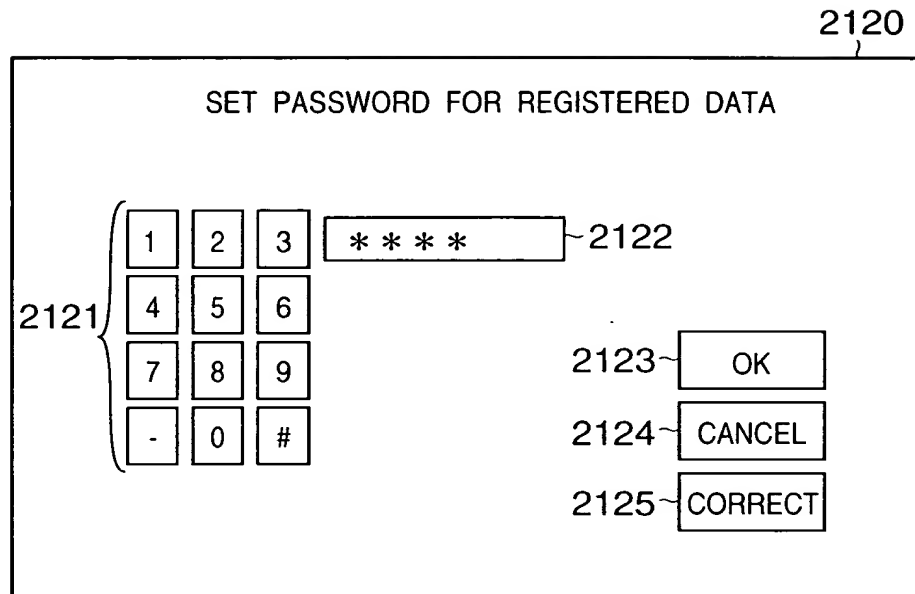 2120
SET PASSWORD FOR REGISTERED DATA
1 2 3 **** 2122
2121 4 5 6
7 8 9
- 0 #
2123 OK
2124 CANCEL
2125 CORRECT